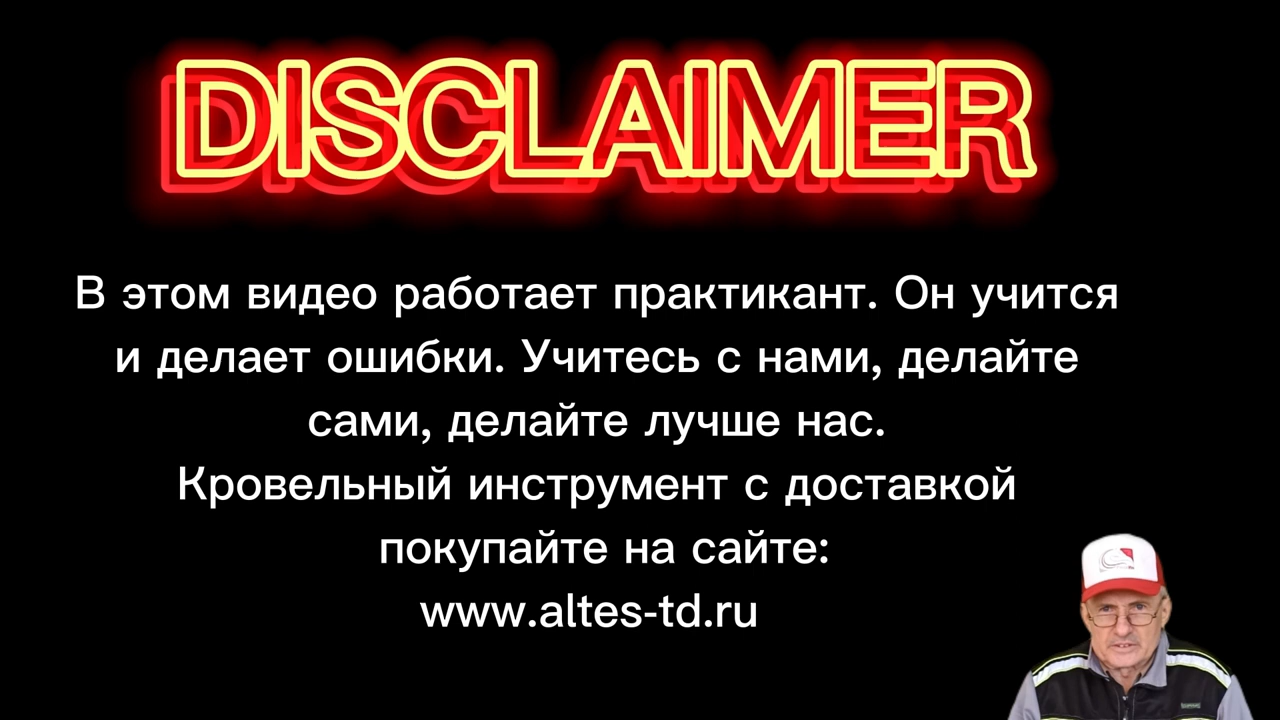 DISCLAIMER
В этом видео работает практикант. Он учится
и делает ошибки. Учитесь с нами, делайте
сами, делайте лучше нас.
Кровельный инструмент с доставкой
покупайте на сайте:
www.altes-td.ru